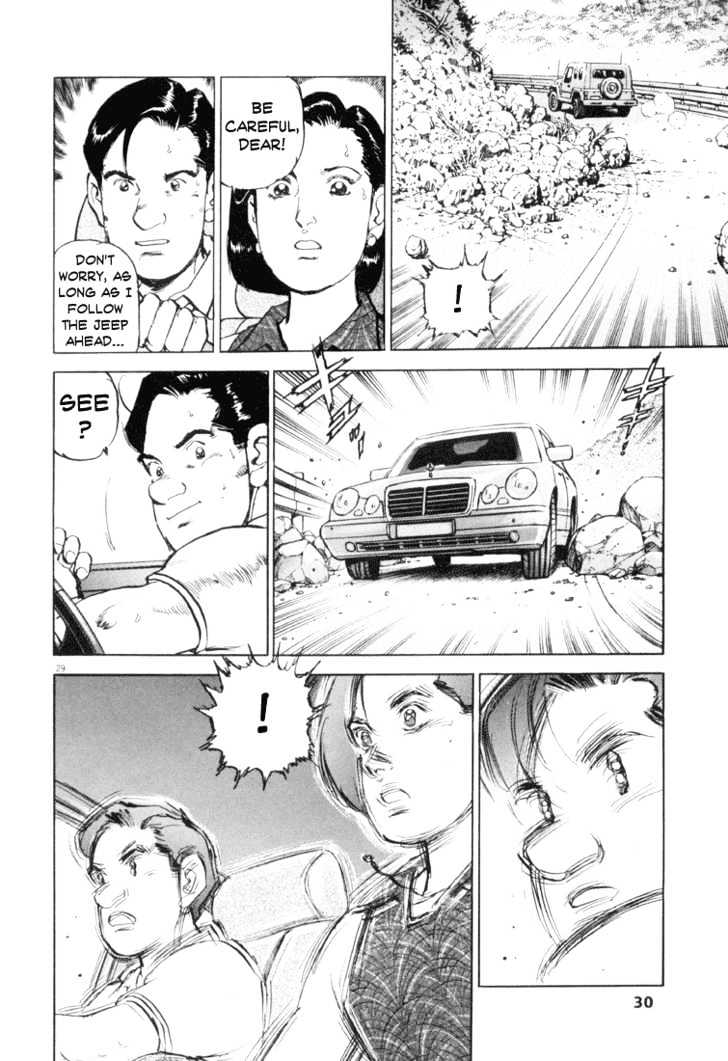 !
BE
CAREFUL,
DEAR!
DON'T
WORRY, AS
LONG AS I
FOLLOW
THE JEEP
AHEAD...
SEE
?
29
!
30